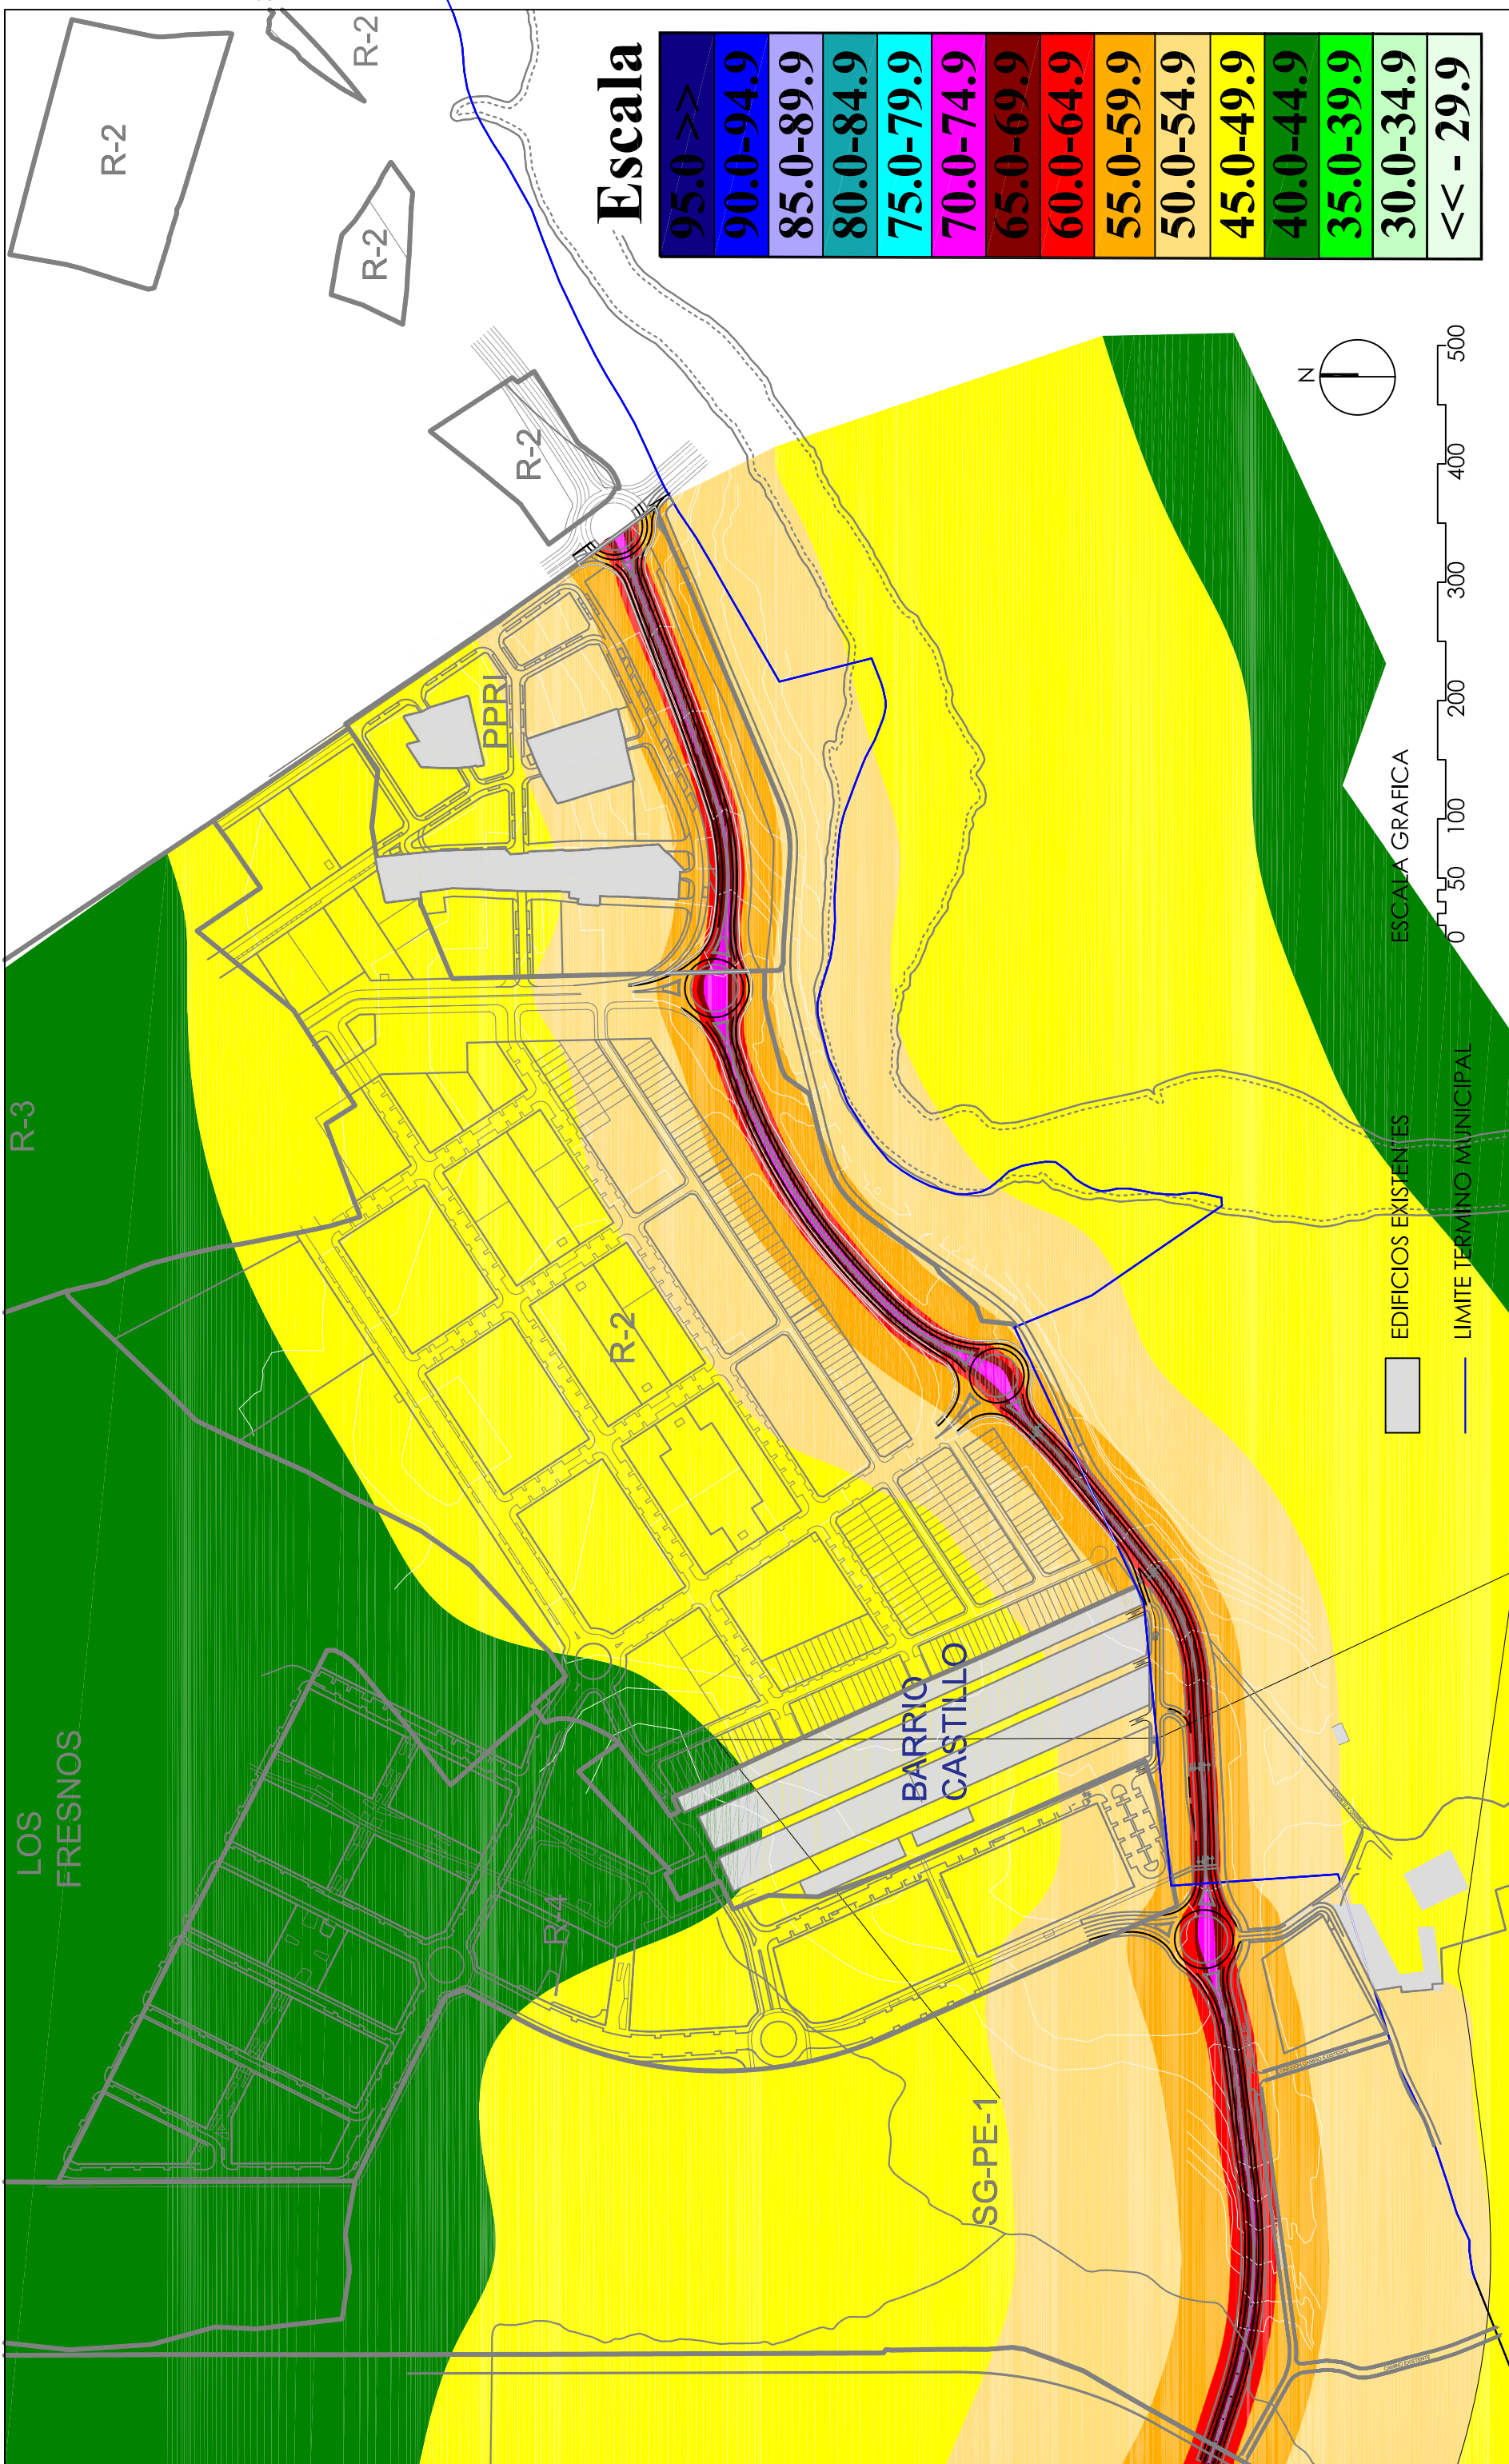 LOS
FRESNOS
R-3
R-2
R-2
R-2
R-2
R-2
R-4
PPRI
SG-PE-1
BARRIO
CASTILLO
Escala
95.0 >>
90.0-94.9
85.0-89.9
80.0-84.9
75.0-79.9
70.0-74.9
65.0-69.9
60.0-64.9
55.0-59.9
50.0-54.9
45.0-49.9
40.0-44.9
35.0-39.9
30.0-34.9
<< - 29.9
N
EDIFICIOS EXISTENTES
LIMITE TERMINO MUNICIPAL
ESCALA GRAFICA
0 50 100 200 300 400 500
CAMINO EXISTENTE